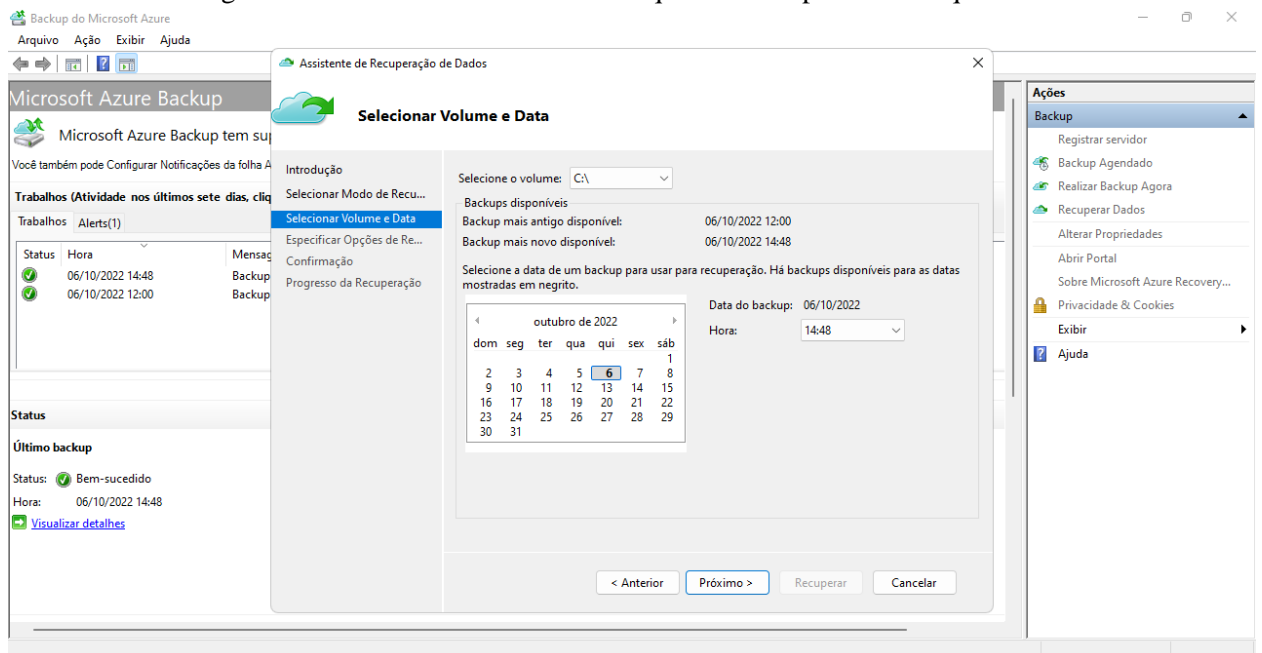 Backup do Microsoft Azure
Arquivo Ação Exibir Ajuda
Assistente de Recuperação de Dados
Selecionar Volume e Data
Microsoft Azure Backup
Microsoft Azure Backup tem sup
Você também pode Configurar Notificações da folha A
Trabalhos (Atividade nos últimos sete dias, cliq
Trabalhos Alerts(1)
Status Hora Mensag
06/10/2022 14:48 Backup
06/10/2022 12:00 Backup
Status
Último backup
Status: Bem-sucedido
Hora: 06/10/2022 14:48
Visualizar detalhes
Introdução
Selecionar Modo de Recu...
Selecionar Volume e Data
Especificar Opções de Re...
Confirmação
Progresso da Recuperação
Selecione o volume: C:\
Backups disponíveis
Backup mais antigo disponível: 06/10/2022 12:00
Backup mais novo disponível: 06/10/2022 14:48
Selecione a data de um backup para usar para recuperação. Há backups disponíveis para as datas
mostradas em negrito.
outubro de 2022
dom seg ter qua qui sex sáb
1
2 3 4 5 6 7 8
9 10 11 12 13 14 15
16 17 18 19 20 21 22
23 24 25 26 27 28 29
30 31
Data do backup: 06/10/2022
Hora: 14:48
< Anterior Próximo > Recuperar Cancelar
Ações
Backup
Registrar servidor
Backup Agendado
Realizar Backup Agora
Recuperar Dados
Alterar Propriedades
Abrir Portal
Sobre Microsoft Azure Recovery...
Privacidade & Cookies
Exibir
Ajuda